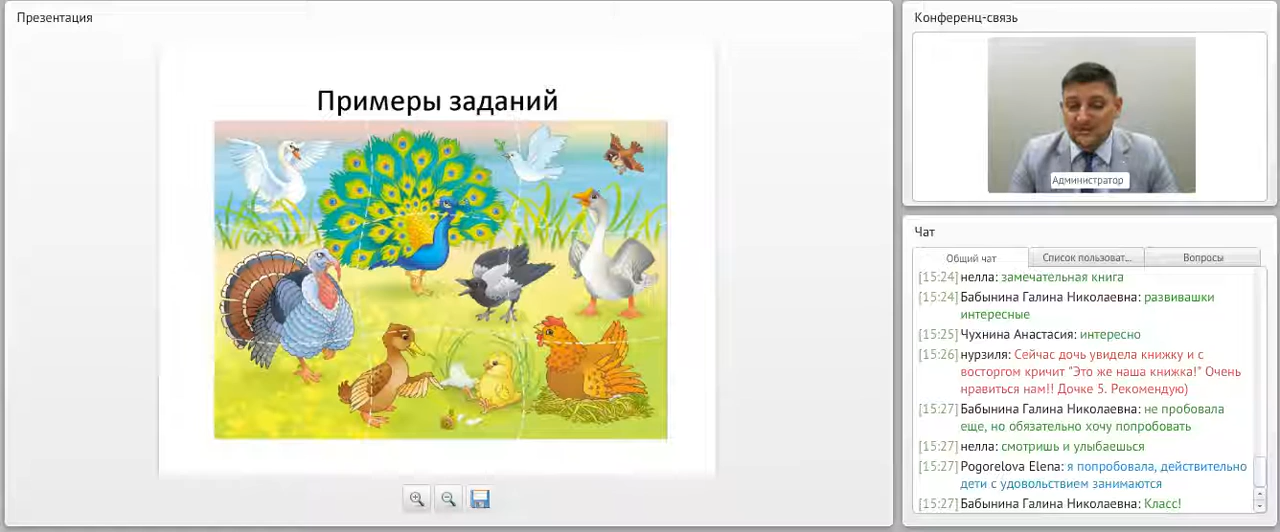 Презентация
Примеры заданий
Конференц-связь
Администратор
Чат
Общий чат
Список пользоват...
Вопросы
[15:24] нелла: замечательная книга
[15:24] Бабынина Галина Николаевна: развивашки
интересные
[15:25] Чухнина Анастасия: интересно
[15:26] нурзиля: Сейчас дочь увидела книжку и с
восторгом кричит "Это же наша книжка!" Очень
нравиться нам!! Дочке 5. Рекомендую)
[15:27] Бабынина Галина Николаевна: не пробовала
еще, но обязательно хочу попробовать
[15:27] нелла: смотришь и улыбаешься
[15:27] Pogorelova Elena: я попробовала, действительно
дети с удовольствием занимаются
[15:27] Бабынина Галина Николаевна: Класс!